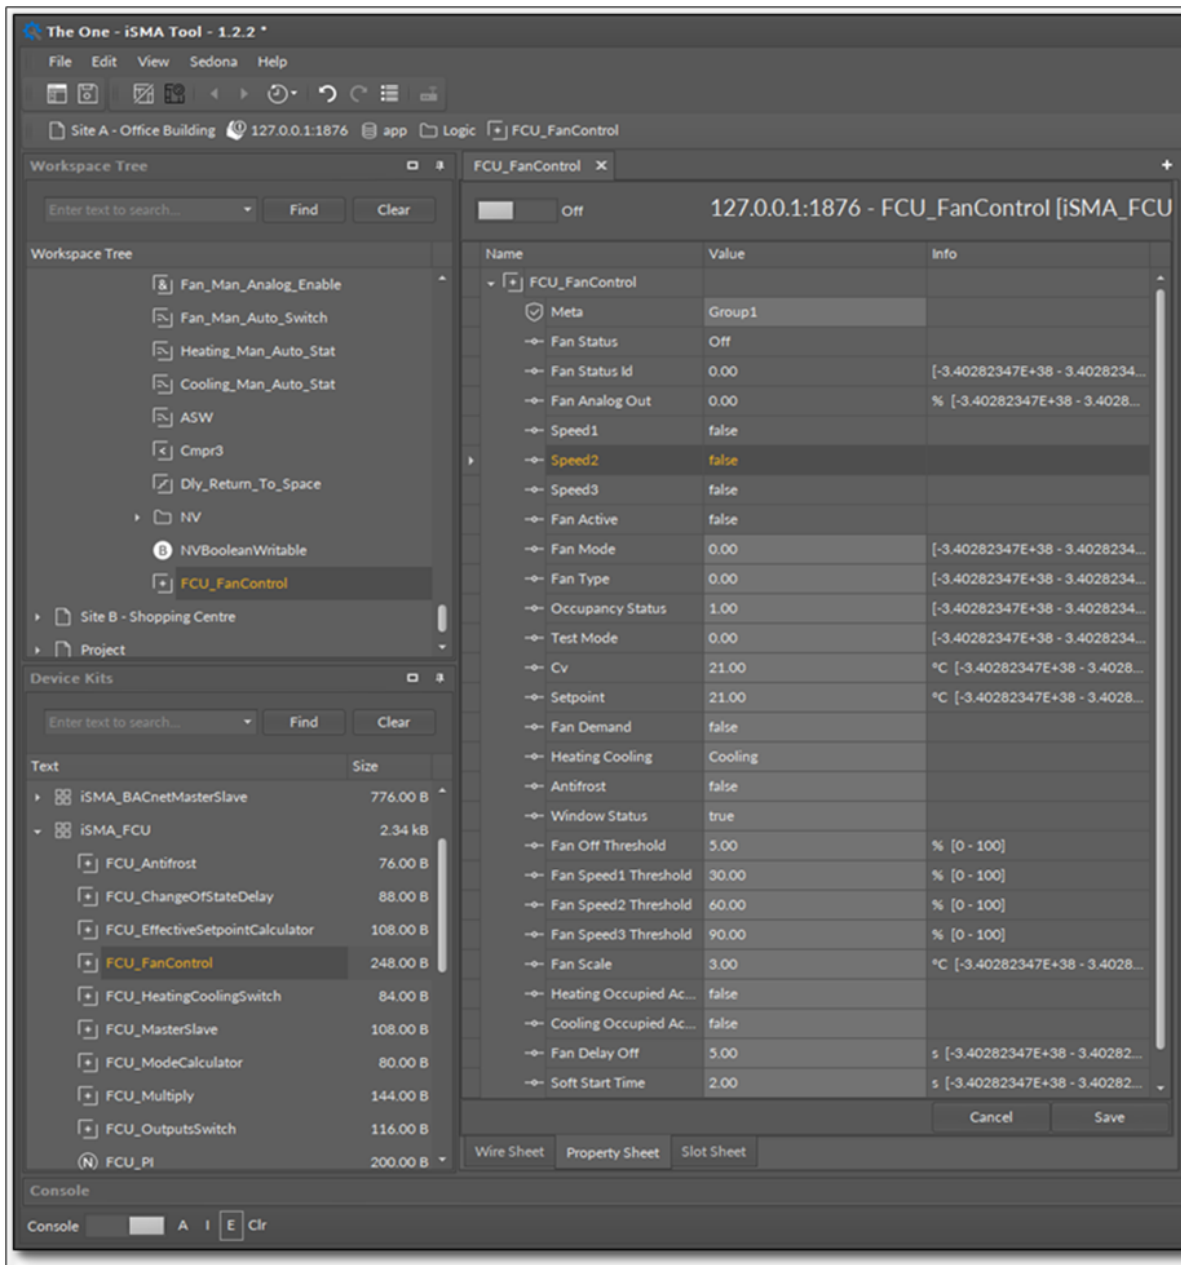 The One - iSMA Tool - 1.2.2 *
File Edit View Sedona Help
Site A - Office Building 127.0.0.1:1876 app Logic FCU_FanControl
Workspace Tree
Enter text to search... Find Clear
Workspace Tree
Fan_Man_Analog_Enable
Fan_Man_Auto_Switch
Heating_Man_Auto_Stat
Cooling_Man_Auto_Stat
ASW
Cmpr3
Dly_Return_To_Space
NV
NVBooleanWritable
FCU_FanControl
Site B - Shopping Centre
Project
Device Kits
Enter text to search... Find Clear
Text Size
iSMA_BACnetMasterSlave 776.00 B
iSMA_FCU 2.34 kB
FCU_Antifrost 76.00 B
FCU_ChangeOfStateDelay 88.00 B
FCU_EffectiveSetpointCalculator 108.00 B
FCU_FanControl 248.00 B
FCU_HeatingCoolingSwitch 84.00 B
FCU_MasterSlave 108.00 B
FCU_ModeCalculator 80.00 B
FCU_Multiply 144.00 B
FCU_OutputsSwitch 116.00 B
N FCU_PI 200.00 B
FCU_FanControl
Off 127.0.0.1:1876 - FCU_FanControl [iSMA_FCU
Name Value Info
FCU_FanControl
Meta Group1
Fan Status Off
Fan Status Id 0.00 [-3.40282347E+38 - 3.4028234...
Fan Analog Out 0.00 % [-3.40282347E+38 - 3.4028...
Speed1 false
Speed2 false
Speed3 false
Fan Active false
Fan Mode 0.00 [-3.40282347E+38 - 3.4028234...
Fan Type 0.00 [-3.40282347E+38 - 3.4028234...
Occupancy Status 1.00 [-3.40282347E+38 - 3.4028234...
Test Mode 0.00 [-3.40282347E+38 - 3.4028234...
Cv 21.00 °C [-3.40282347E+38 - 3.4028...
Setpoint 21.00 °C [-3.40282347E+38 - 3.4028...
Fan Demand false
Heating Cooling Cooling
Antifrost false
Window Status true
Fan Off Threshold 5.00 % [0 - 100]
Fan Speed1 Threshold 30.00 % [0 - 100]
Fan Speed2 Threshold 60.00 % [0 - 100]
Fan Speed3 Threshold 90.00 % [0 - 100]
Fan Scale 3.00 °C [-3.40282347E+38 - 3.4028...
Heating Occupied Ac... false
Cooling Occupied Ac... false
Fan Delay Off 5.00 s [-3.40282347E+38 - 3.40282...
Soft Start Time 2.00 s [-3.40282347E+38 - 3.40282...
Cancel Save
Wire Sheet Property Sheet Slot Sheet
Console
Console A I E Clr